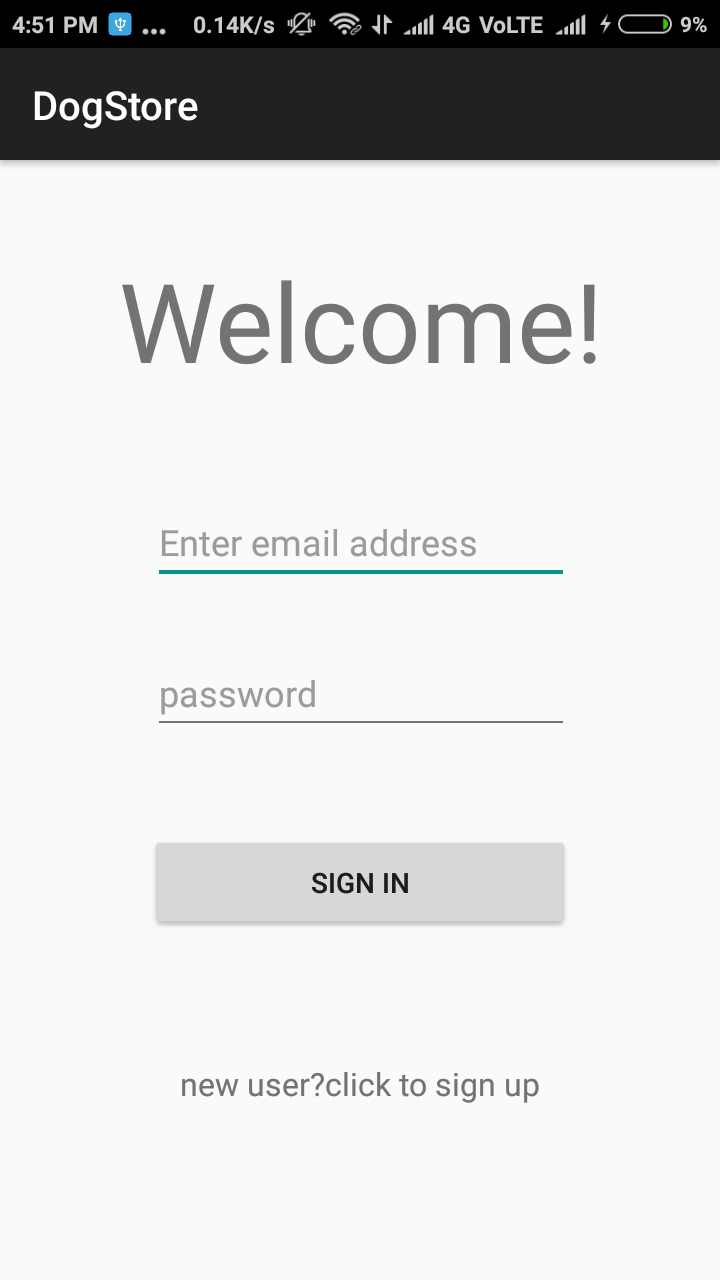 4:51 PM ... 0.14K/s 4G VoLTE 9%
DogStore
Welcome!
Enter email address
password
SIGN IN
new user?click to sign up